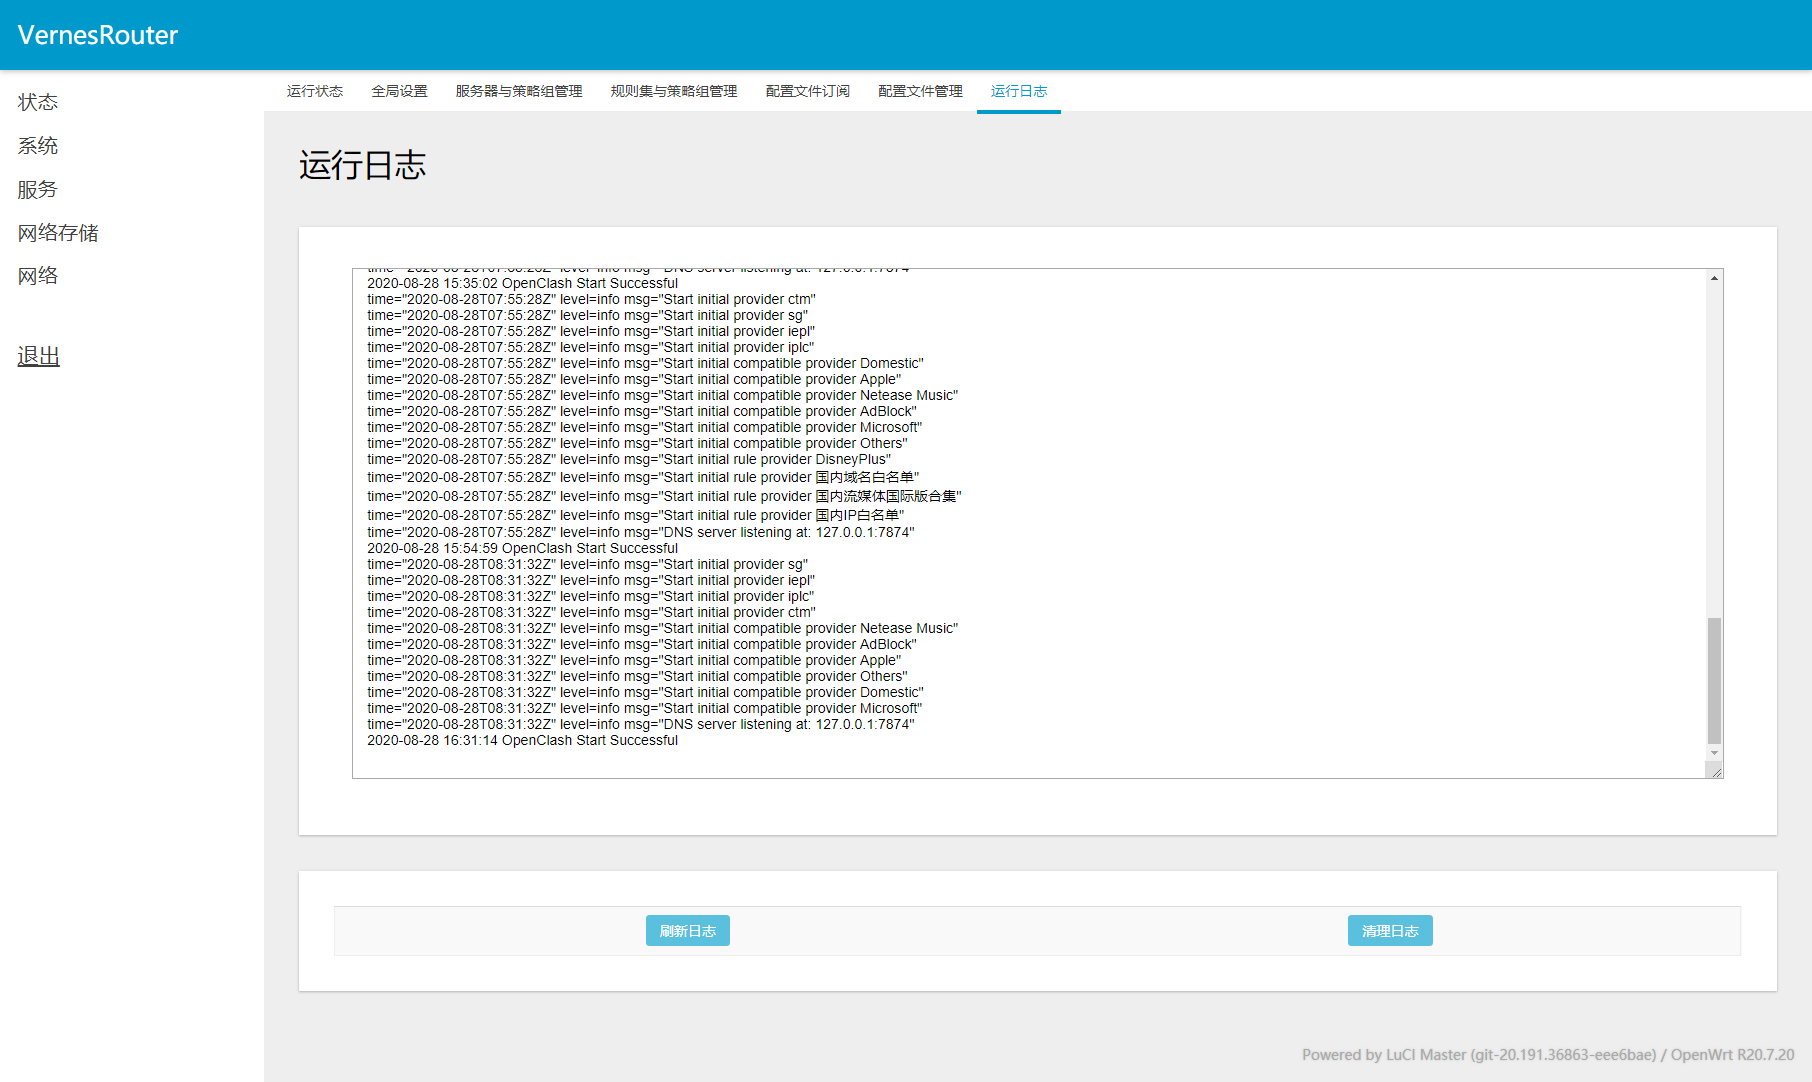 VernesRouter
状态
系统
服务
网络存储
网络
退出
运行状态 全局设置 服务器与策略组管理 规则集与策略组管理 配置文件订阅 配置文件管理 运行日志
运行日志
2020-08-28 15:35:02 OpenClash Start Successful
time="2020-08-28T07:55:28Z" level=info msg="Start initial provider ctm"
time="2020-08-28T07:55:28Z" level=info msg="Start initial provider sg"
time="2020-08-28T07:55:28Z" level=info msg="Start initial provider iepl"
time="2020-08-28T07:55:28Z" level=info msg="Start initial provider iplc"
time="2020-08-28T07:55:28Z" level=info msg="Start initial compatible provider Domestic"
time="2020-08-28T07:55:28Z" level=info msg="Start initial compatible provider Apple"
time="2020-08-28T07:55:28Z" level=info msg="Start initial compatible provider Netease Music"
time="2020-08-28T07:55:28Z" level=info msg="Start initial compatible provider AdBlock"
time="2020-08-28T07:55:28Z" level=info msg="Start initial compatible provider Microsoft"
time="2020-08-28T07:55:28Z" level=info msg="Start initial compatible provider Others"
time="2020-08-28T07:55:28Z" level=info msg="Start initial rule provider DisneyPlus"
time="2020-08-28T07:55:28Z" level=info msg="Start initial rule provider 国内域名白名单"
time="2020-08-28T07:55:28Z" level=info msg="Start initial rule provider 国内流媒体国际版合集"
time="2020-08-28T07:55:28Z" level=info msg="Start initial rule provider 国内IP白名单"
time="2020-08-28T07:55:28Z" level=info msg="DNS server listening at: 127.0.0.1:7874"
2020-08-28 15:54:59 OpenClash Start Successful
time="2020-08-28T08:31:32Z" level=info msg="Start initial provider sg"
time="2020-08-28T08:31:32Z" level=info msg="Start initial provider iepl"
time="2020-08-28T08:31:32Z" level=info msg="Start initial provider iplc"
time="2020-08-28T08:31:32Z" level=info msg="Start initial provider ctm"
time="2020-08-28T08:31:32Z" level=info msg="Start initial compatible provider Netease Music"
time="2020-08-28T08:31:32Z" level=info msg="Start initial compatible provider AdBlock"
time="2020-08-28T08:31:32Z" level=info msg="Start initial compatible provider Apple"
time="2020-08-28T08:31:32Z" level=info msg="Start initial compatible provider Others"
time="2020-08-28T08:31:32Z" level=info msg="Start initial compatible provider Domestic"
time="2020-08-28T08:31:32Z" level=info msg="Start initial compatible provider Microsoft"
time="2020-08-28T08:31:32Z" level=info msg="DNS server listening at: 127.0.0.1:7874"
2020-08-28 16:31:14 OpenClash Start Successful
刷新日志 清理日志
Powered by LuCI Master (git-20.191.36863-eee6bae) / OpenWrt R20.7.20